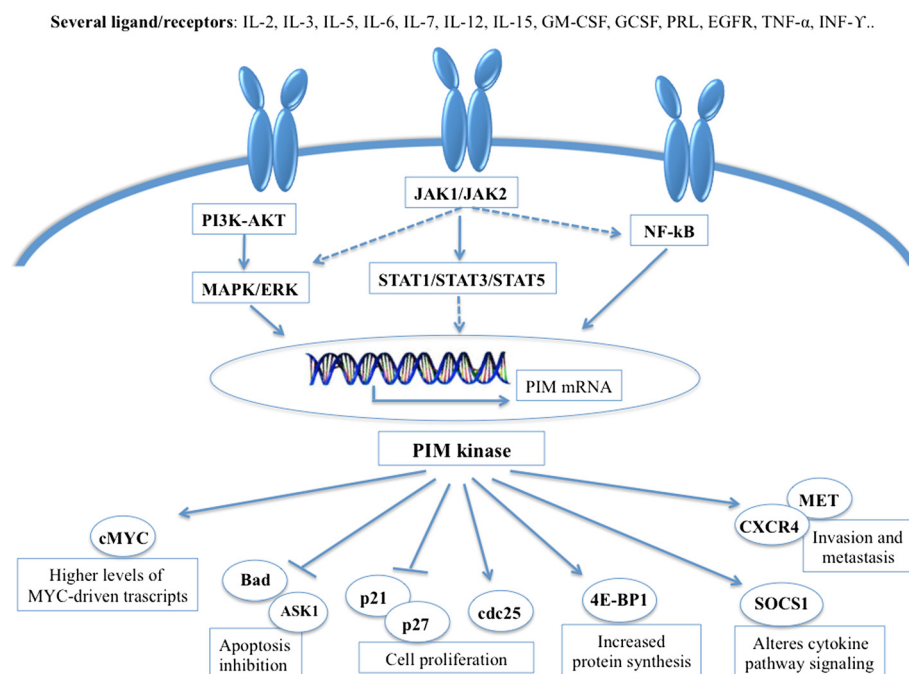 Several ligand/receptors: IL-2, IL-3, IL-5, IL-6, IL-7, IL-12, IL-15, GM-CSF, GCSF, PRL, EGFR, TNF-α, INF-ϒ..
JAK1/JAK2
PI3K-AKT
NF-kB
MAPK/ERK
STAT1/STAT3/STAT5
PIM mRNA
PIM kinase
cMYC
Higher levels of
MYC-driven trascripts
Bad
ASK1
Apoptosis
inhibition
p21
p27
cdc25
Cell proliferation
4E-BP1
Increased
protein synthesis
MET
CXCR4
Invasion and
metastasis
SOCS1
Alteres cytokine
pathway signaling